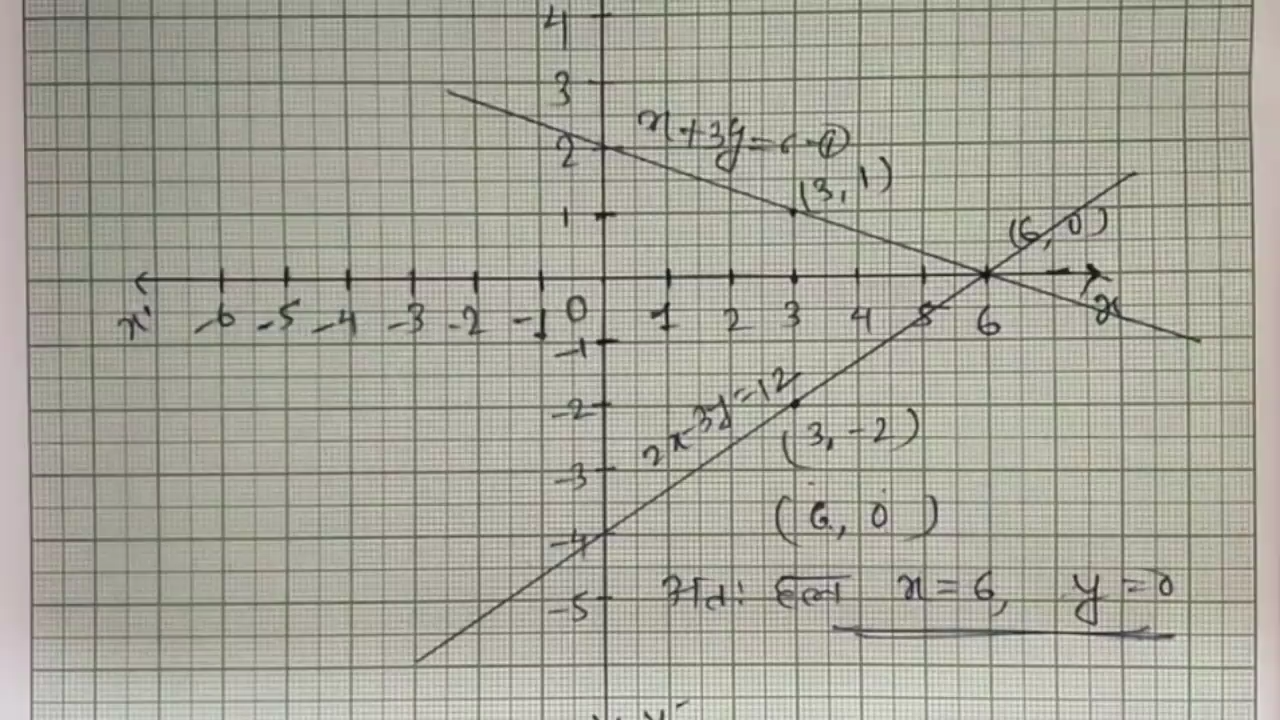 4
3
x+3y=6-①
2
(3, 1)
1
(6, 0)
x' -6 -5 -4 -3 -2 -1 0 1 2 3 4 5 6 x
-1
2x-3y=12
-2
(3, -2)
-3
(6, 0)
-4
अतः हल x=6, y=0
-5
y'